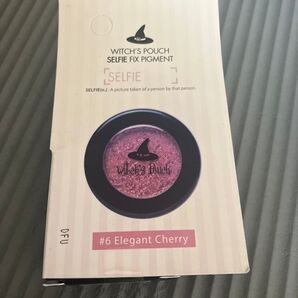 WITCH'S POUCH
SELFIE FIX PIGMENT
[SELFIE]
SELFIE(n.) : A picture taken of a person by that person.
Witch's Pouch
#6 Elegant Cherry
DFU